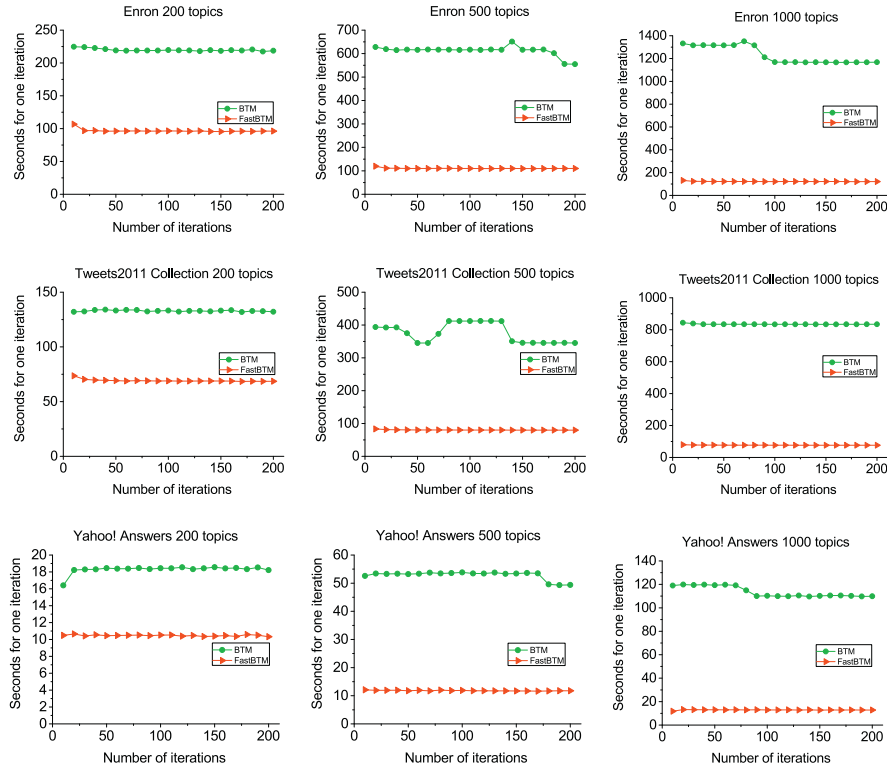 Enron 200 topics
Seconds for one iteration
250
225
200
175
150
125
100
75
50
25
0
BTM
FastBTM
0 50 100 150 200
Number of iterations
Enron 500 topics
Seconds for one iteration
700
600
500
400
300
200
100
0
BTM
FastBTM
0 50 100 150 200
Number of iterations
Enron 1000 topics
Seconds for one iteration
1400
1200
1000
800
600
400
200
0
BTM
FastBTM
0 50 100 150 200
Number of iterations
Tweets2011 Collection 200 topics
Seconds for one iteration
150
125
100
75
50
25
0
BTM
FastBTM
0 50 100 150 200
Number of iterations
Tweets2011 Collection 500 topics
Seconds for one iteration
500
400
300
200
100
0
BTM
FastBTM
0 50 100 150 200
Number of iterations
Tweets2011 Collection 1000 topics
Seconds for one iteration
1000
800
600
400
200
0
BTM
FastBTM
0 50 100 150 200
Number of iterations
Yahoo! Answers 200 topics
Seconds for one iteration
20
18
16
14
12
10
8
6
4
2
0
BTM
FastBTM
0 50 100 150 200
Number of iterations
Yahoo! Answers 500 topics
Seconds for one iteration
60
50
40
30
20
10
0
BTM
FastBTM
0 50 100 150 200
Number of iterations
Yahoo! Answers 1000 topics
Seconds for one iteration
140
120
100
80
60
40
20
0
BTM
FastBTM
0 50 100 150 200
Number of iterations